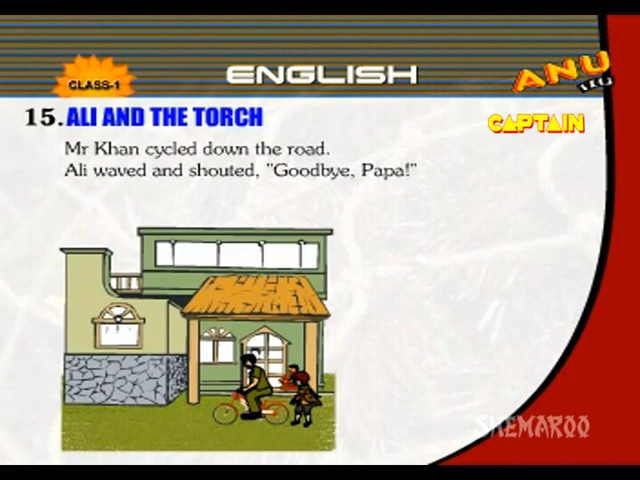 CLASS-1
ENGLISH
ANU
CAPTAIN
15. ALI AND THE TORCH
Mr Khan cycled down the road.
Ali waved and shouted, "Goodbye, Papa!"
SHEMAROO